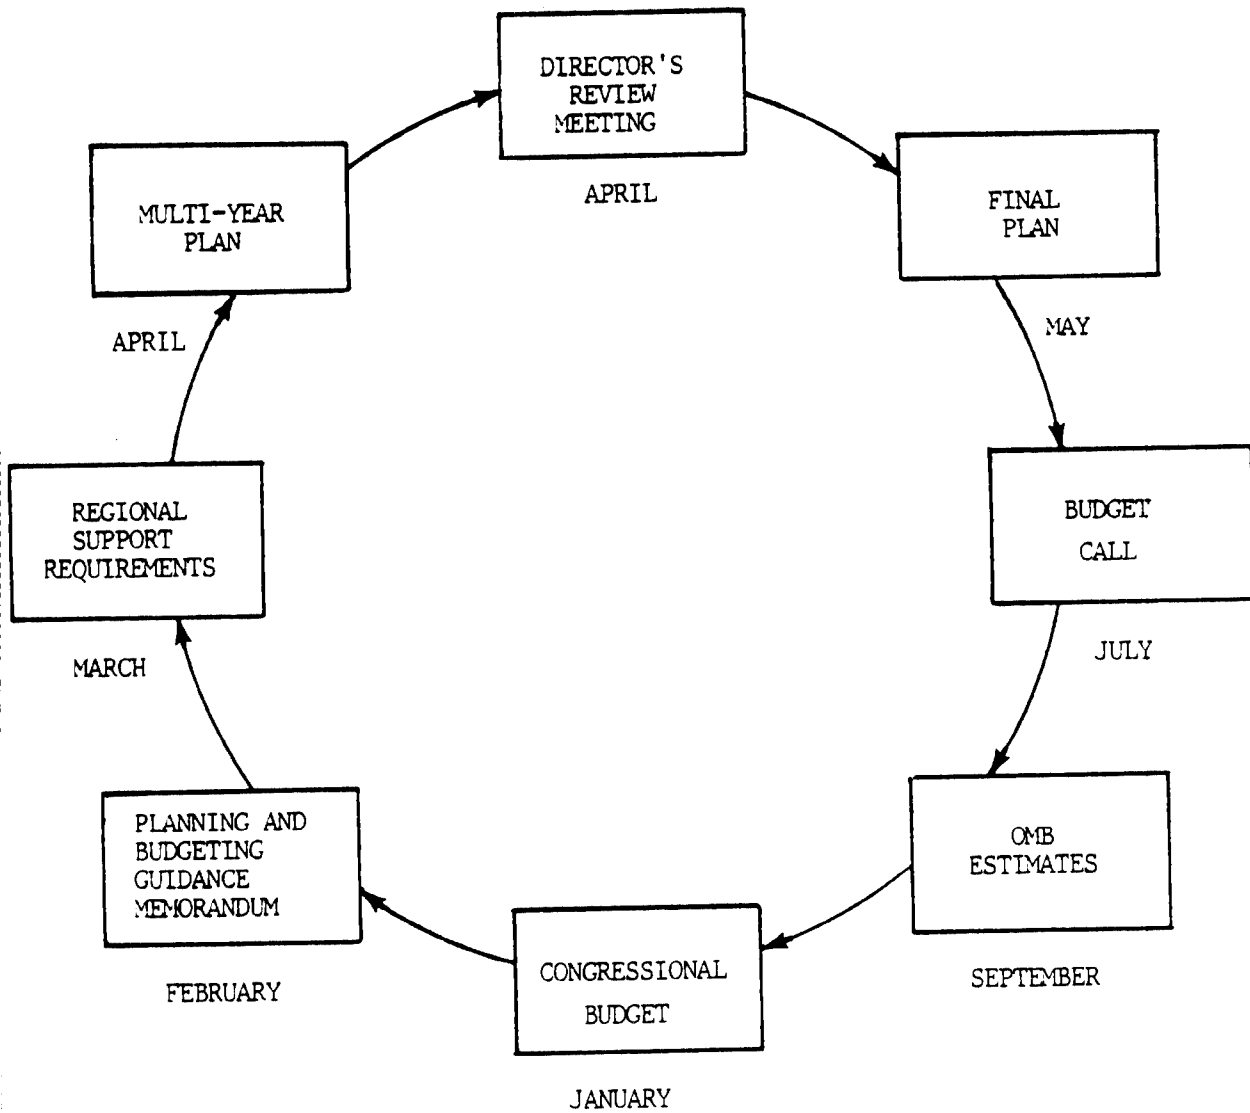 DIRECTOR'S
REVIEW
MEETING
APRIL
FINAL
PLAN
MAY
BUDGET
CALL
JULY
OMB
ESTIMATES
SEPTEMBER
CONGRESSIONAL
BUDGET
JANUARY
PLANNING AND
BUDGETING
GUIDANCE
MEMORANDUM
FEBRUARY
REGIONAL
SUPPORT
REQUIREMENTS
MARCH
MULTI-YEAR
PLAN
APRIL